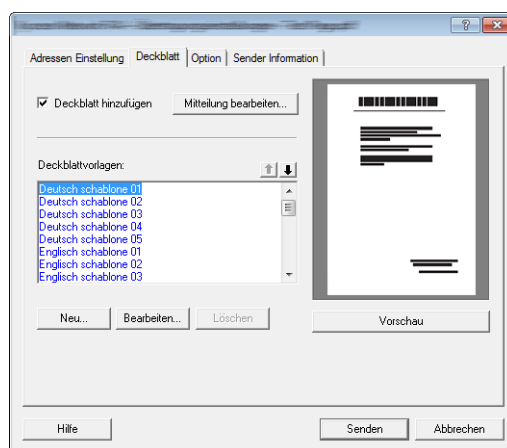 Adressen Einstellung Deckblatt Option Sender Information
Deckblatt hinzufügen Mitteilung bearbeiten...
Deckblattvorlagen:
Deutsch schablone 01
Deutsch schablone 02
Deutsch schablone 03
Deutsch schablone 04
Deutsch schablone 05
Englisch schablone 01
Englisch schablone 02
Englisch schablone 03
Neu... Bearbeiten... Löschen Vorschau
Hilfe Senden Abbrechen